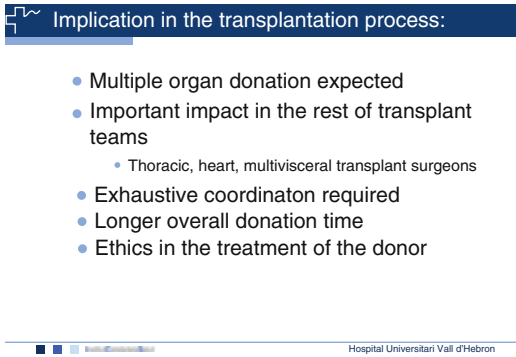 Implication in the transplantation process:
Multiple organ donation expected
Important impact in the rest of transplant
teams
Thoracic, heart, multivisceral transplant surgeons
Exhaustive coordinaton required
Longer overall donation time
Ethics in the treatment of the donor
Hospital Universitari Vall d'Hebron